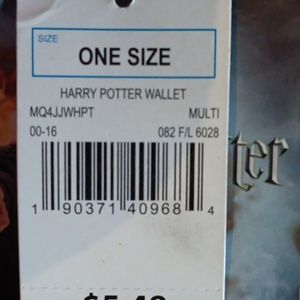 SIZE
ONE SIZE
HARRY POTTER WALLET
MQ4JJWHPT MULTI
00-16 082 F/L 6028
tter
1 90371 40968 4